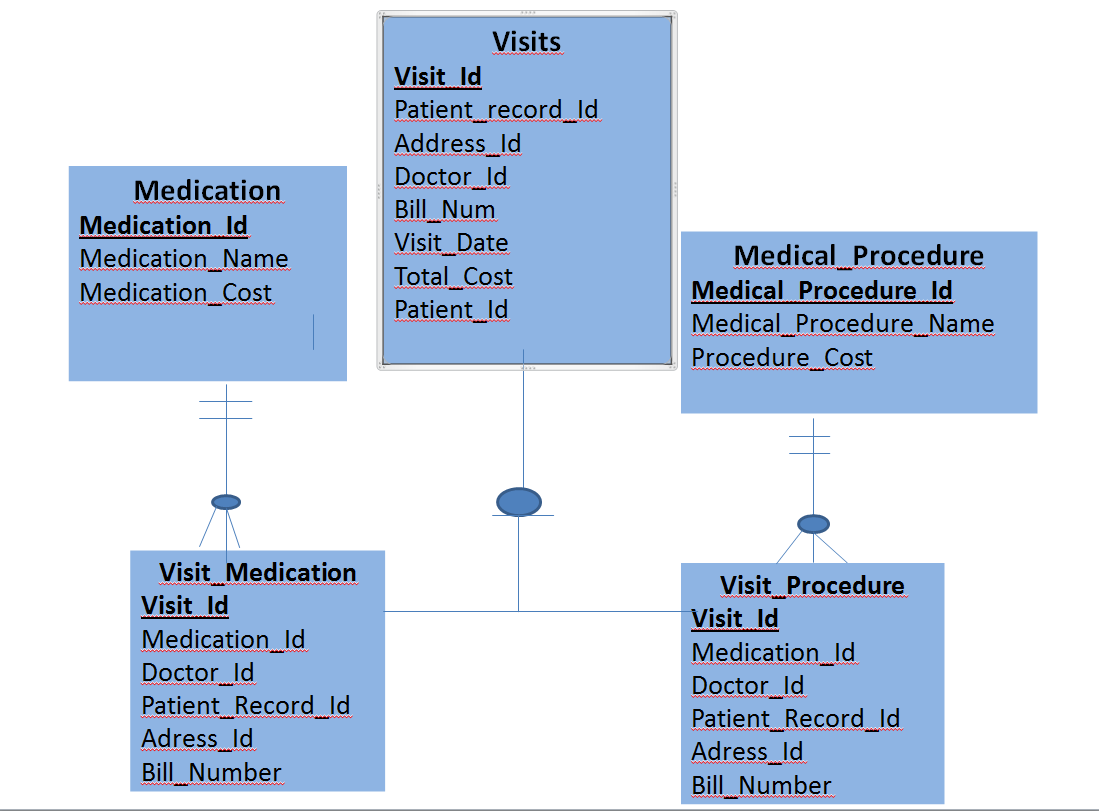 Visits
Visit_Id
Patient_record_Id
Address_Id
Doctor_Id
Bill_Num
Visit_Date
Total_Cost
Patient_Id
Medication
Medication_Id
Medication_Name
Medication_Cost
Medical_Procedure
Medical_Procedure_Id
Medical_Procedure_Name
Procedure_Cost
Visit_Medication
Visit_Id
Medication_Id
Doctor_Id
Patient_Record_Id
Adress_Id
Bill_Number
Visit_Procedure
Visit_Id
Medication_Id
Doctor_Id
Patient_Record_Id
Adress_Id
Bill_Number